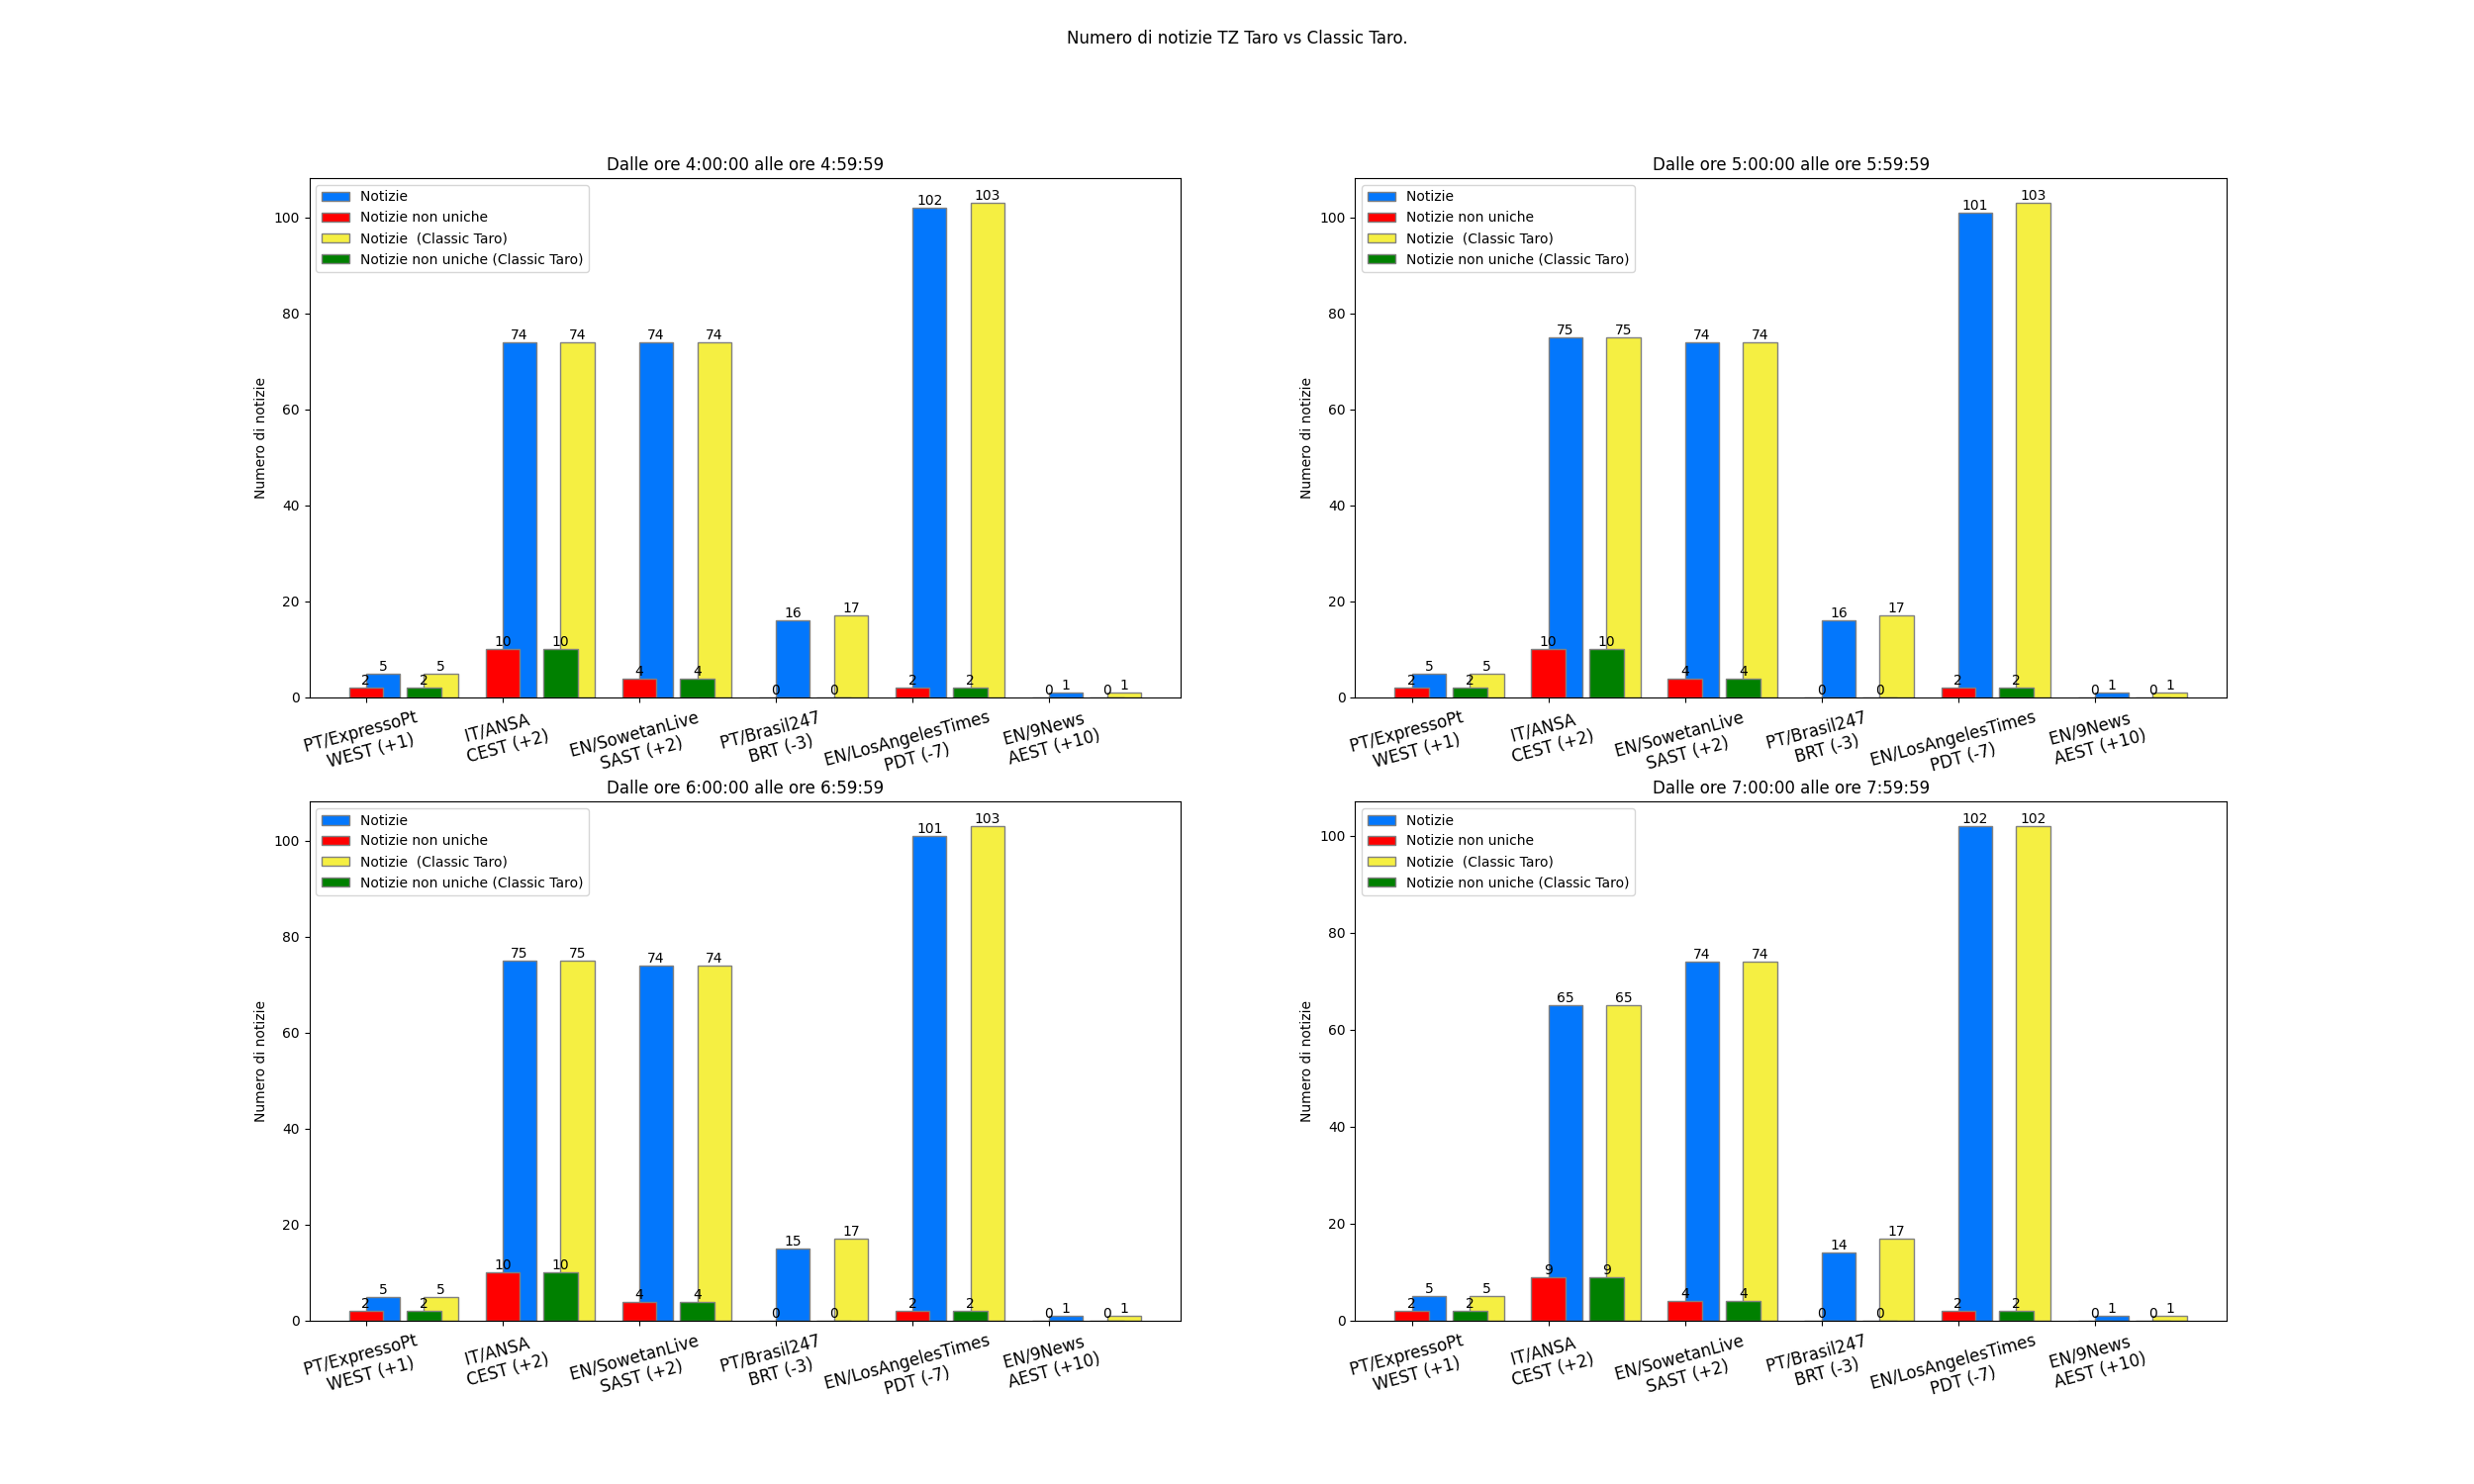 Numero di notizie TZ Taro vs Classic Taro.
Dalle ore 4:00:00 alle ore 4:59:59
Notizie
Notizie non uniche
Notizie  (Classic Taro)
Notizie non uniche (Classic Taro)
Numero di notizie
100
80
60
40
20
0
2 5 2 5
10 74 10 74
4 74 4 74
0 16 0 17
2 102 2 103
0 1 0 1
PT/ExpressoPt
WEST (+1)
IT/ANSA
CEST (+2)
EN/SowetanLive
SAST (+2)
PT/Brasil247
BRT (-3)
EN/LosAngelesTimes
PDT (-7)
EN/9News
AEST (+10)
Dalle ore 5:00:00 alle ore 5:59:59
Notizie
Notizie non uniche
Notizie  (Classic Taro)
Notizie non uniche (Classic Taro)
Numero di notizie
100
80
60
40
20
0
2 5 2 5
10 75 10 75
4 74 4 74
0 16 0 17
2 101 2 103
0 1 0 1
PT/ExpressoPt
WEST (+1)
IT/ANSA
CEST (+2)
EN/SowetanLive
SAST (+2)
PT/Brasil247
BRT (-3)
EN/LosAngelesTimes
PDT (-7)
EN/9News
AEST (+10)
Dalle ore 6:00:00 alle ore 6:59:59
Notizie
Notizie non uniche
Notizie  (Classic Taro)
Notizie non uniche (Classic Taro)
Numero di notizie
100
80
60
40
20
0
2 5 2 5
10 75 10 75
4 74 4 74
0 15 0 17
2 101 2 103
0 1 0 1
PT/ExpressoPt
WEST (+1)
IT/ANSA
CEST (+2)
EN/SowetanLive
SAST (+2)
PT/Brasil247
BRT (-3)
EN/LosAngelesTimes
PDT (-7)
EN/9News
AEST (+10)
Dalle ore 7:00:00 alle ore 7:59:59
Notizie
Notizie non uniche
Notizie  (Classic Taro)
Notizie non uniche (Classic Taro)
Numero di notizie
100
80
60
40
20
0
2 5 2 5
9 65 9 65
4 74 4 74
0 14 0 17
2 102 2 102
0 1 0 1
PT/ExpressoPt
WEST (+1)
IT/ANSA
CEST (+2)
EN/SowetanLive
SAST (+2)
PT/Brasil247
BRT (-3)
EN/LosAngelesTimes
PDT (-7)
EN/9News
AEST (+10)